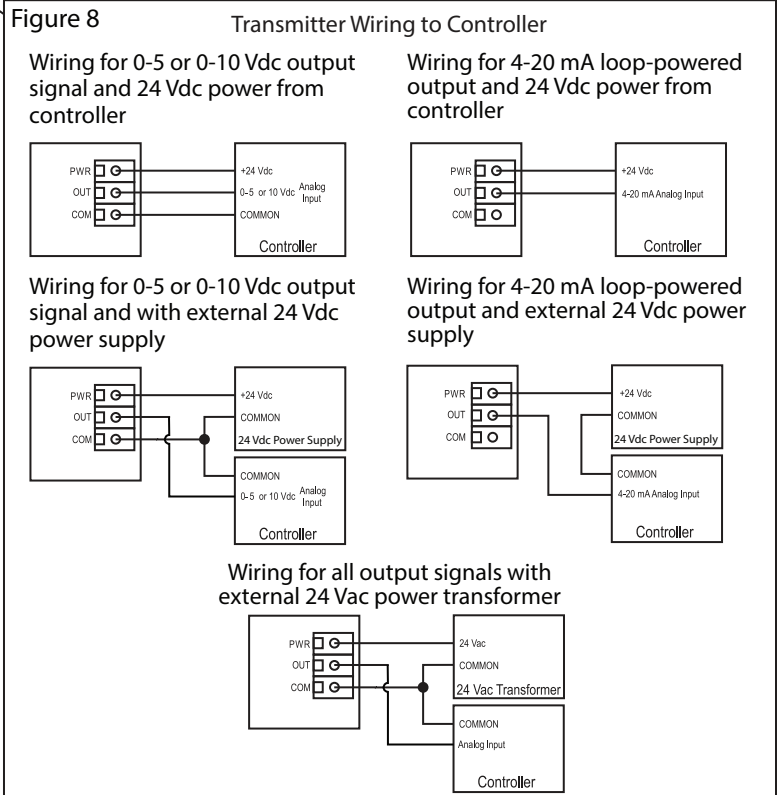 Figure 8
Transmitter Wiring to Controller
Wiring for 0-5 or 0-10 Vdc output
signal and 24 Vdc power from
controller
PWR
OUT
COM
+24 Vdc
0-5 or 10 Vdc Analog
Input
COMMON
Controller
Wiring for 4-20 mA loop-powered
output and 24 Vdc power from
controller
PWR
OUT
COM
+24 Vdc
4-20 mA Analog Input
Controller
Wiring for 0-5 or 0-10 Vdc output
signal and with external 24 Vdc
power supply
PWR
OUT
COM
+24 Vdc
COMMON
24 Vdc Power Supply
COMMON
0-5 or 10 Vdc Analog
Input
Controller
Wiring for 4-20 mA loop-powered
output and external 24 Vdc power
supply
PWR
OUT
COM
+24 Vdc
COMMON
24 Vdc Power Supply
COMMON
4-20 mA Analog Input
Controller
Wiring for all output signals with
external 24 Vac power transformer
PWR
OUT
COM
24 Vac
COMMON
24 Vac Transformer
COMMON
Analog Input
Controller